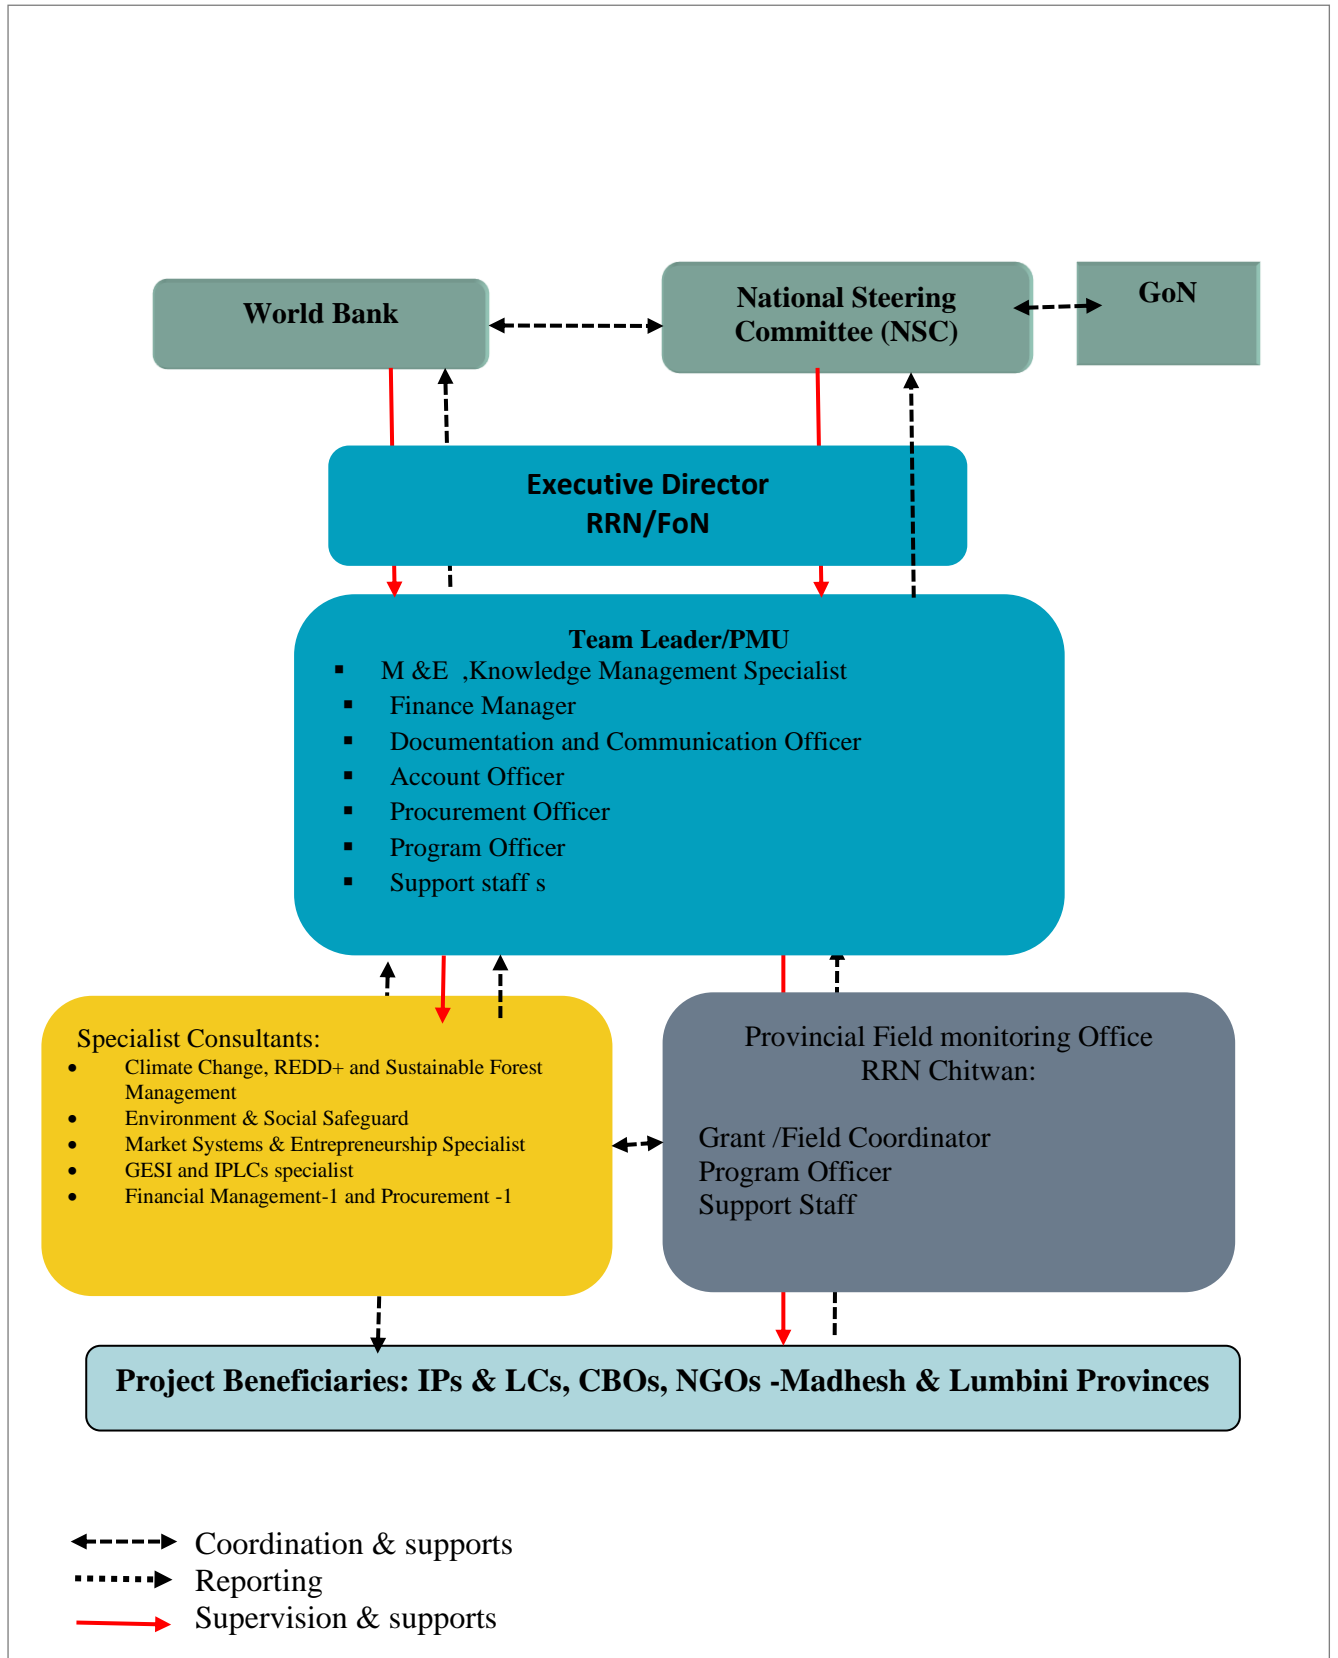 World Bank
National Steering
Committee (NSC)
GoN
Executive Director
RRN/FoN
Team Leader/PMU
▪ M &E ,Knowledge Management Specialist
▪ Finance Manager
▪ Documentation and Communication Officer
▪ Account Officer
▪ Procurement Officer
▪ Program Officer
▪ Support staff s
Specialist Consultants:
• Climate Change, REDD+ and Sustainable Forest
Management
• Environment & Social Safeguard
• Market Systems & Entrepreneurship Specialist
• GESI and IPLCs specialist
• Financial Management-1 and Procurement -1
Provincial Field monitoring Office
RRN Chitwan:
Grant /Field Coordinator
Program Officer
Support Staff
Project Beneficiaries: IPs & LCs, CBOs, NGOs -Madhesh & Lumbini Provinces
Coordination & supports
Reporting
Supervision & supports